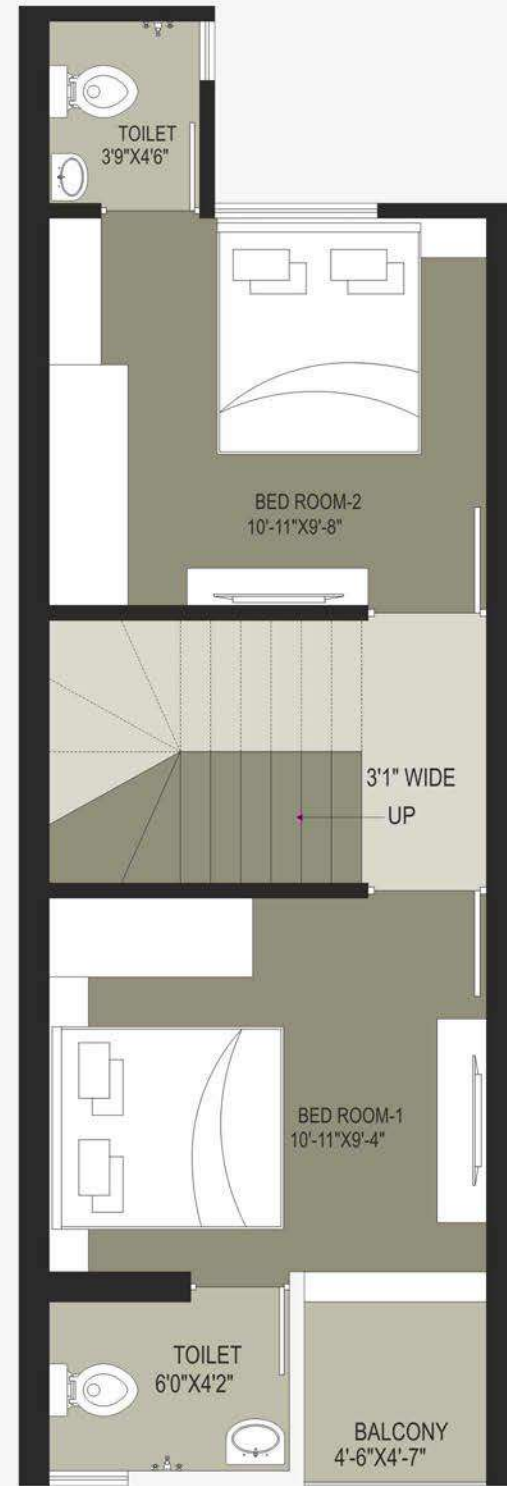 TOILET
3'9"X4'6"
BED ROOM-2
10'-11"X9'-8"
3'1" WIDE
UP
BED ROOM-1
10'-11"X9'-4"
TOILET
6'0"X4'2"
BALCONY
4'-6"X4'-7"